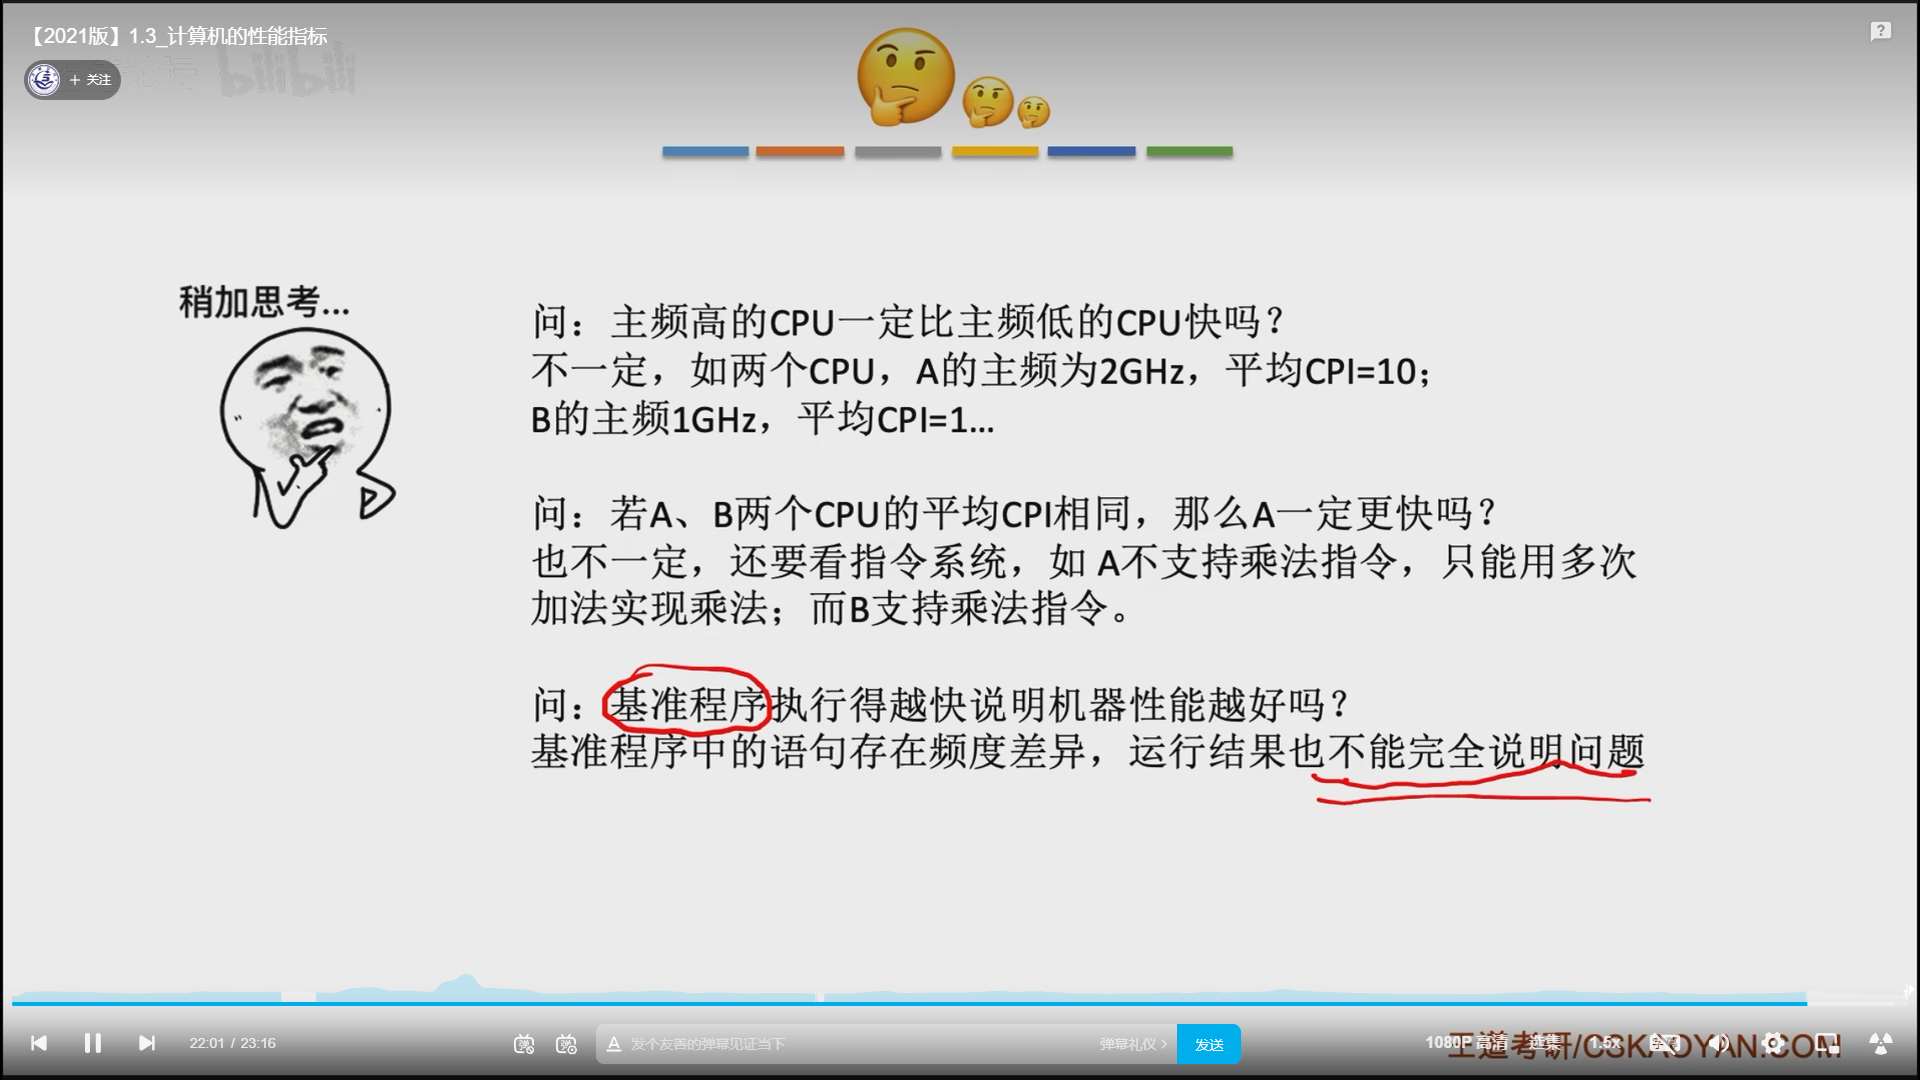 【2021版】1.3_计算机的性能指标
+ 关注
bilibili
稍加思考...
问：主频高的CPU一定比主频低的CPU快吗？
不一定，如两个CPU，A的主频为2GHz，平均CPI=10；
B的主频1GHz，平均CPI=1...
问：若A、B两个CPU的平均CPI相同，那么A一定更快吗？
也不一定，还要看指令系统，如 A不支持乘法指令，只能用多次
加法实现乘法；而B支持乘法指令。
问：基准程序执行得越快说明机器性能越好吗？
基准程序中的语句存在频度差异，运行结果也不能完全说明问题
22:01 / 23:16
发个友善的弹幕见证当下
弹幕礼仪 >
发送
1080P 高清
选集
1.5x
王道考研/CSKAOYAN.COM